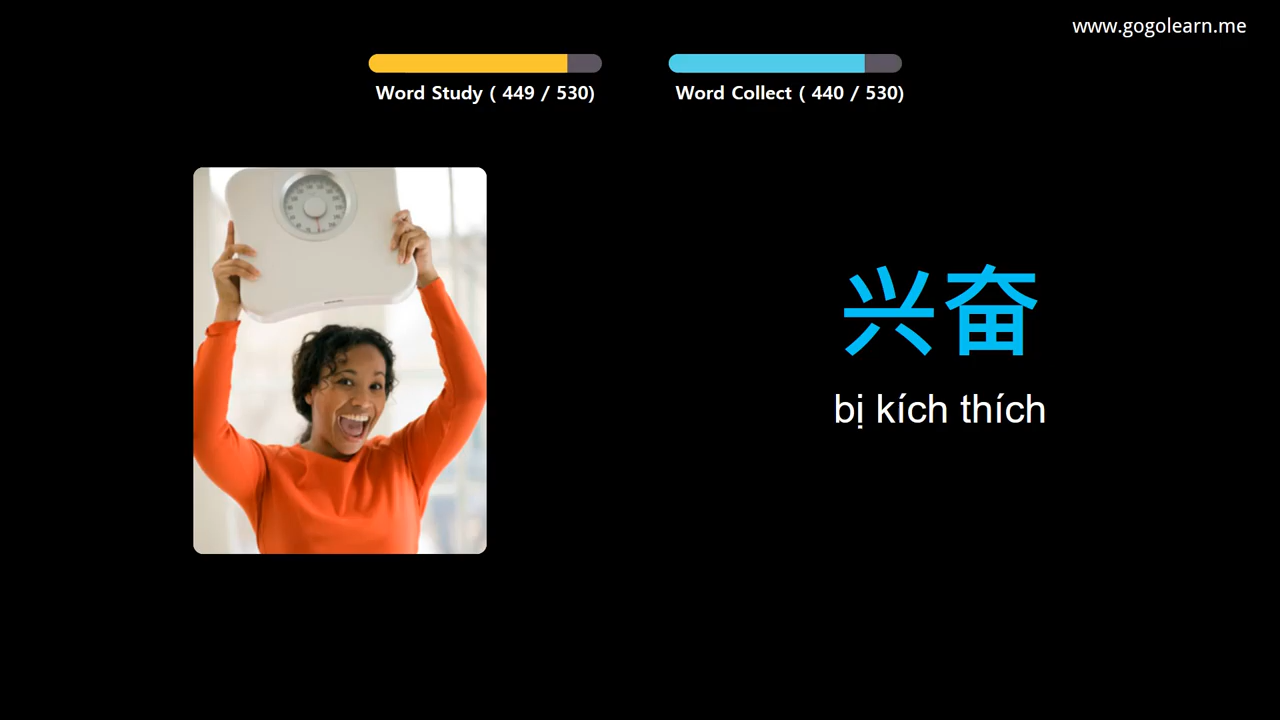 www.gogolearn.me
Word Study ( 449 / 530)
Word Collect ( 440 / 530)
兴奋
bị kích thích